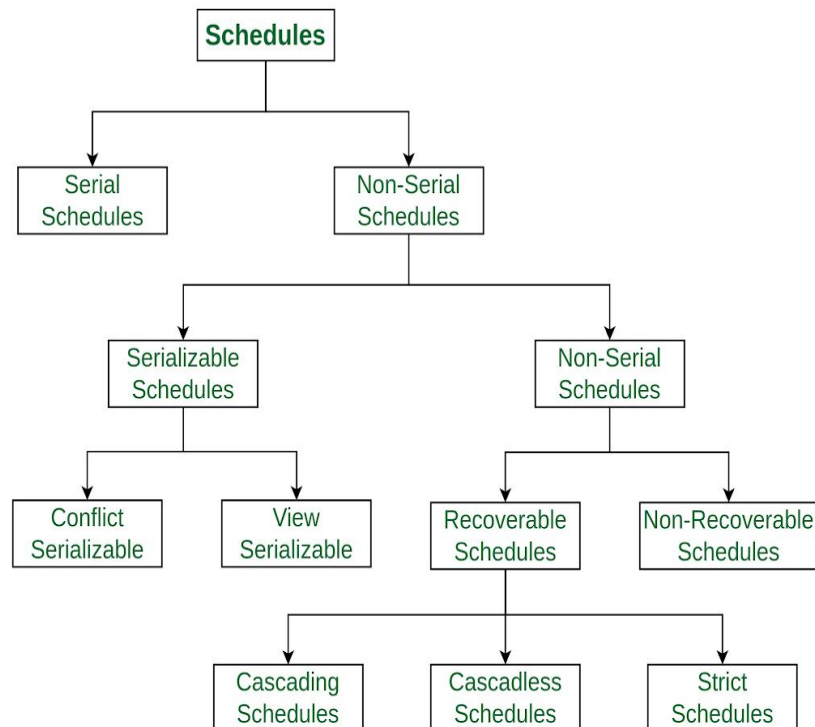 Schedules
Serial
Schedules
Non-Serial
Schedules
Serializable
Schedules
Non-Serial
Schedules
Conflict
Serializable
View
Serializable
Recoverable
Schedules
Non-Recoverable
Schedules
Cascading
Schedules
Cascadless
Schedules
Strict
Schedules